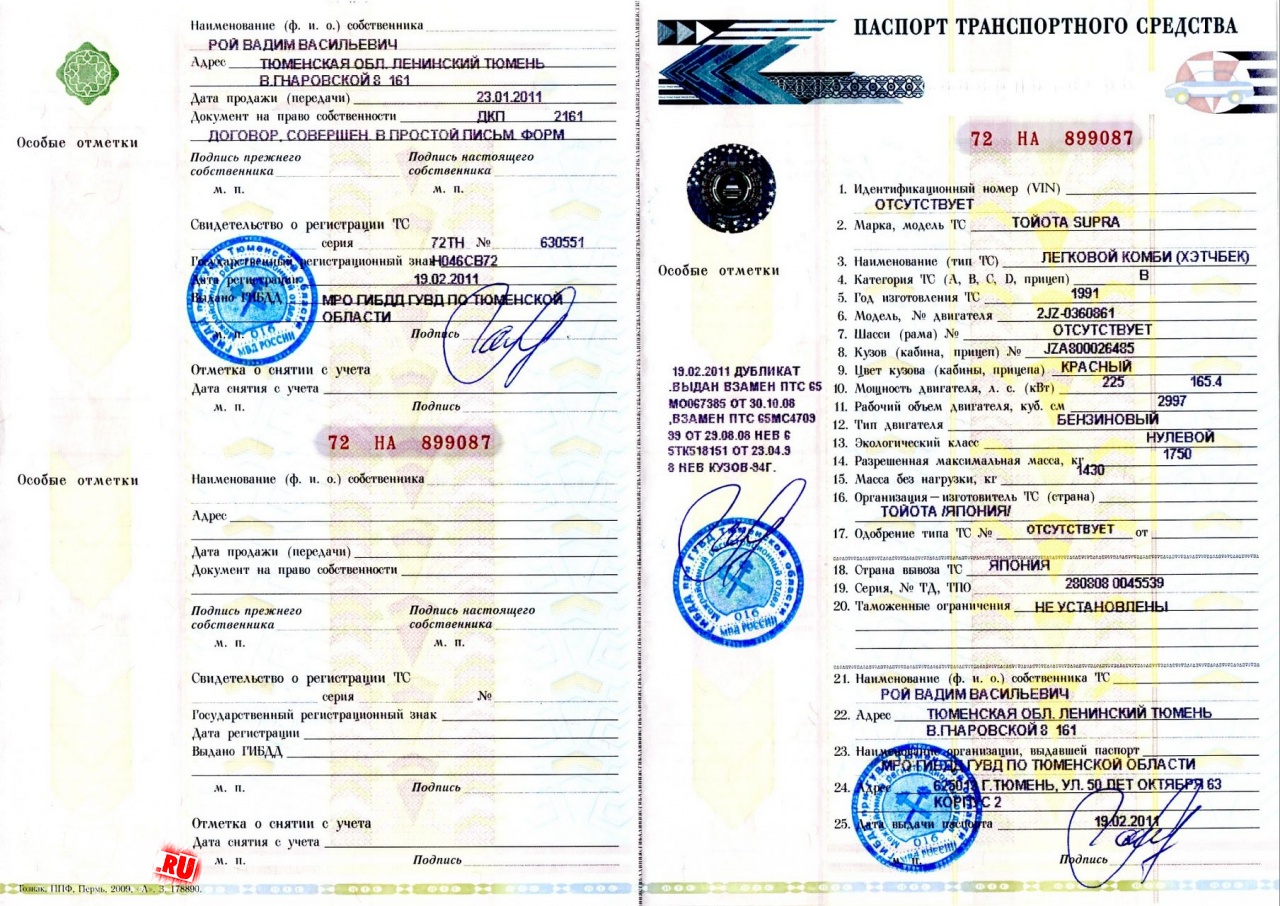 Наименование (ф. и. о.) собственника
РОЙ ВАДИМ ВАСИЛЬЕВИЧ
Адрес ТЮМЕНСКАЯ ОБЛ. ЛЕНИНСКИЙ ТЮМЕНЬ
В.ГНАРОВСКОЙ 8 161
Дата продажи (передачи) 23.01.2011
Документ на право собственности ДКП 2161
ДОГОВОР, СОВЕРШЕН. В ПРОСТОЙ ПИСЬМ. ФОРМ
Особые отметки
Подпись прежнего собственника
Подпись настоящего собственника
м. п. м. п.
Свидетельство о регистрации ТС
серия 72ТН № 630551
Государственный регистрационный знак Н046СВ72
Дата регистрации 19.02.2011
Выдано ГИБДД МРО ГИБДД ГУВД ПО ТЮМЕНСКОЙ
ОБЛАСТИ
м. п. Подпись
016
МВД РОССИИ
Отметка о снятии с учета
Дата снятия с учета
м. п. Подпись
72 НА 899087
Особые отметки
Наименование (ф. и. о.) собственника
Адрес
Дата продажи (передачи)
Документ на право собственности
Подпись прежнего собственника
Подпись настоящего собственника
м. п. м. п.
Свидетельство о регистрации ТС
серия №
Государственный регистрационный знак
Дата регистрации
Выдано ГИБДД
м. п. Подпись
Отметка о снятии с учета
Дата снятия с учета
м. п. Подпись
.RU
Гознак, ППФ, Пермь, 2009, «А», З. 178890.
ПАСПОРТ ТРАНСПОРТНОГО СРЕДСТВА
72 НА 899087
Особые отметки
19.02.2011 ДУБЛИКАТ
.ВЫДАН ВЗАМЕН ПТС 65
МО067385 ОТ 30.10.08
,ВЗАМЕН ПТС 65МС4709
99 ОТ 29.08.08 НЕВ 6
5ТК518151 ОТ 23.04.9
8 НЕВ КУЗОВ-94Г.
016
МВД РОССИИ
1. Идентификационный номер (VIN)
ОТСУТСТВУЕТ
2. Марка, модель ТС ТОЙОТА SUPRA
3. Наименование (тип ТС) ЛЕГКОВОЙ КОМБИ (ХЭТЧБЕК)
4. Категория ТС (А, В, С, D, прицеп) В
5. Год изготовления ТС 1991
6. Модель, № двигателя 2JZ-0360861
7. Шасси (рама) № ОТСУТСТВУЕТ
8. Кузов (кабина, прицеп) № JZA800026485
9. Цвет кузова (кабины, прицепа) КРАСНЫЙ
10. Мощность двигателя, л. с. (кВт) 225 165.4
11. Рабочий объем двигателя, куб. см 2997
12. Тип двигателя БЕНЗИНОВЫЙ
13. Экологический класс НУЛЕВОЙ
14. Разрешенная максимальная масса, кг 1750
15. Масса без нагрузки, кг 1430
16. Организация—изготовитель ТС (страна)
ТОЙОТА /ЯПОНИЯ/
17. Одобрение типа ТС № ОТСУТСТВУЕТ от
18. Страна вывоза ТС ЯПОНИЯ
19. Серия, № ТД, ТПО 280808 0045539
20. Таможенные ограничения НЕ УСТАНОВЛЕНЫ
21. Наименование (ф. и. о.) собственника ТС
РОЙ ВАДИМ ВАСИЛЬЕВИЧ
22. Адрес ТЮМЕНСКАЯ ОБЛ. ЛЕНИНСКИЙ ТЮМЕНЬ
В.ГНАРОВСКОЙ 8 161
23. Наименование организации, выдавшей паспорт
МРО ГИБДД ГУВД ПО ТЮМЕНСКОЙ ОБЛАСТИ
24. Адрес Г.ТЮМЕНЬ, УЛ. 50 ЛЕТ ОКТЯБРЯ 63
КОРПУС 2
25. Дата выдачи паспорта 19.02.2011
016
МВД РОССИИ
м. п. Подпись